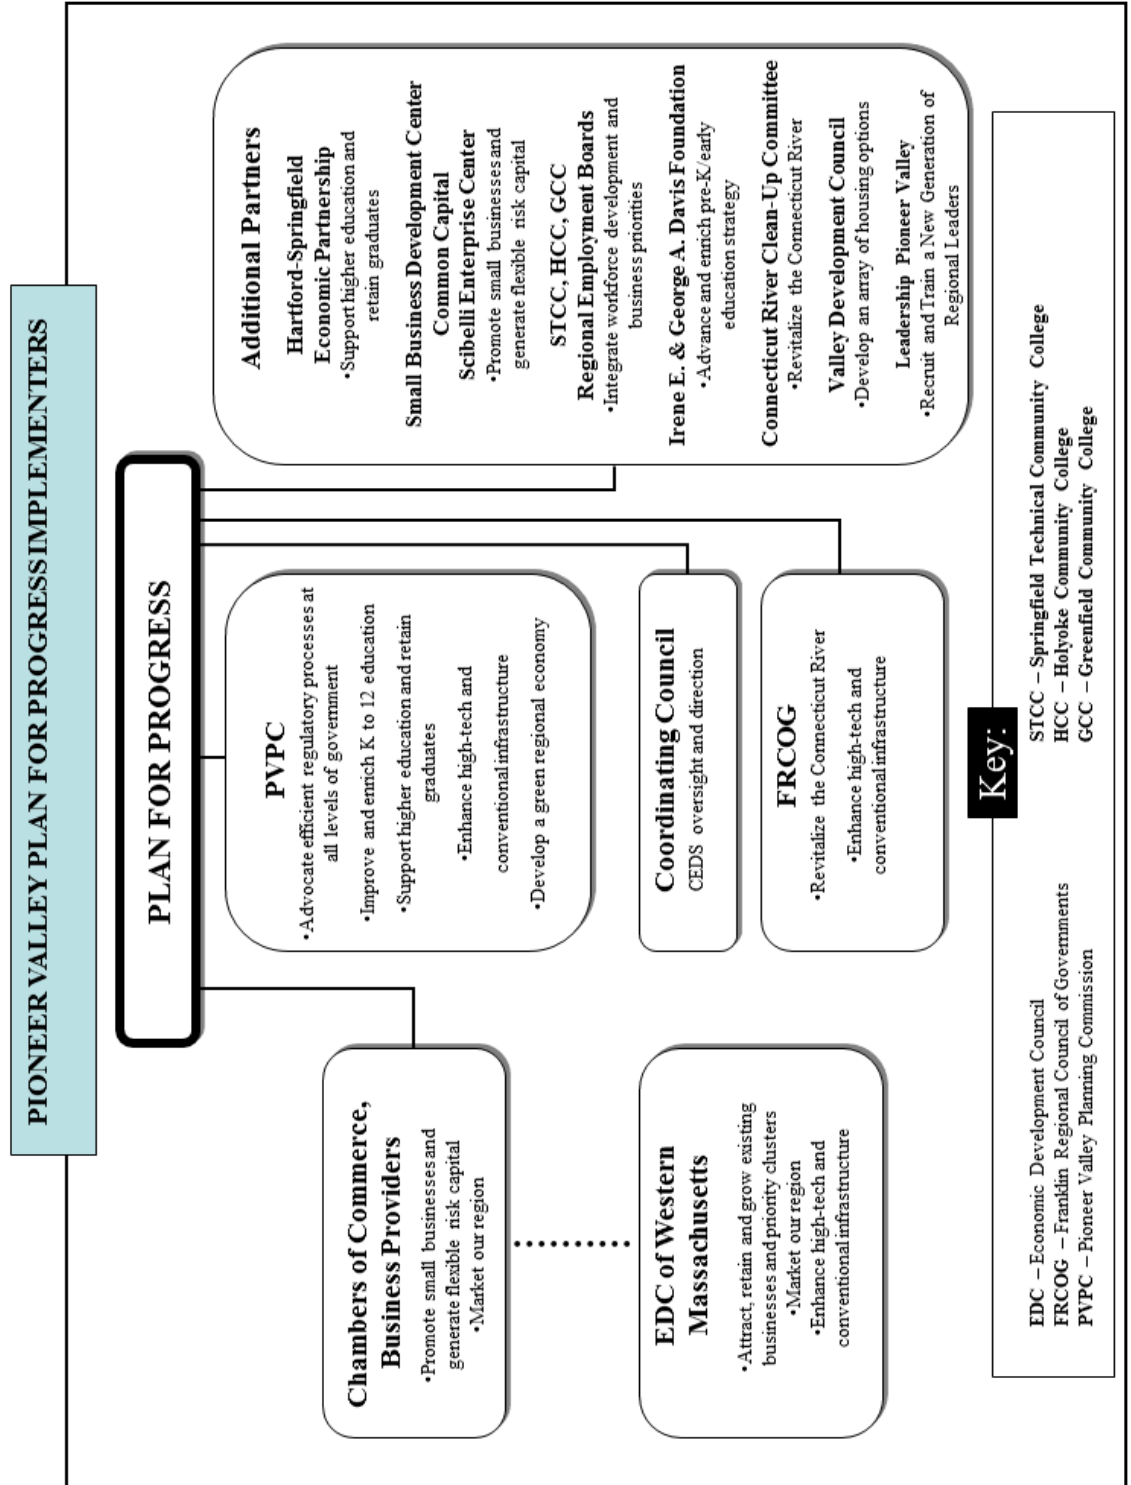 PIONEER VALLEY PLAN FOR PROGRESS IMPLEMENTERS
PLAN FOR PROGRESS
Chambers of Commerce,
Business Providers
•Promote small businesses and
generate flexible risk capital
•Market our region
EDC of Western
Massachusetts
•Attract, retain and grow existing
businesses and priority clusters
•Market our region
•Enhance high-tech and
conventional infrastructure
PVPC
•Advocate efficient regulatory processes at
all levels of government
•Improve and enrich K to 12 education
•Support higher education and retain
graduates
•Enhance high-tech and
conventional infrastructure
•Develop a green regional economy
Coordinating Council
CEDS oversight and direction
FRCOG
•Revitalize the Connecticut River
•Enhance high-tech and
conventional infrastructure
Additional Partners
Hartford-Springfield
Economic Partnership
•Support higher education and
retain graduates
Small Business Development Center
Common Capital
Scibelli Enterprise Center
•Promote small businesses and
generate flexible risk capital
STCC, HCC, GCC
Regional Employment Boards
•Integrate workforce development and
business priorities
Irene E. & George A. Davis Foundation
•Advance and enrich pre-K/early
education strategy
Connecticut River Clean-Up Committee
•Revitalize the Connecticut River
Valley Development Council
•Develop an array of housing options
Leadership Pioneer Valley
•Recruit and Train a New Generation of
Regional Leaders
Key:
EDC – Economic Development Council
FRCOG – Franklin Regional Council of Governments
PVPC – Pioneer Valley Planning Commission
STCC – Springfield Technical Community College
HCC – Holyoke Community College
GCC – Greenfield Community College